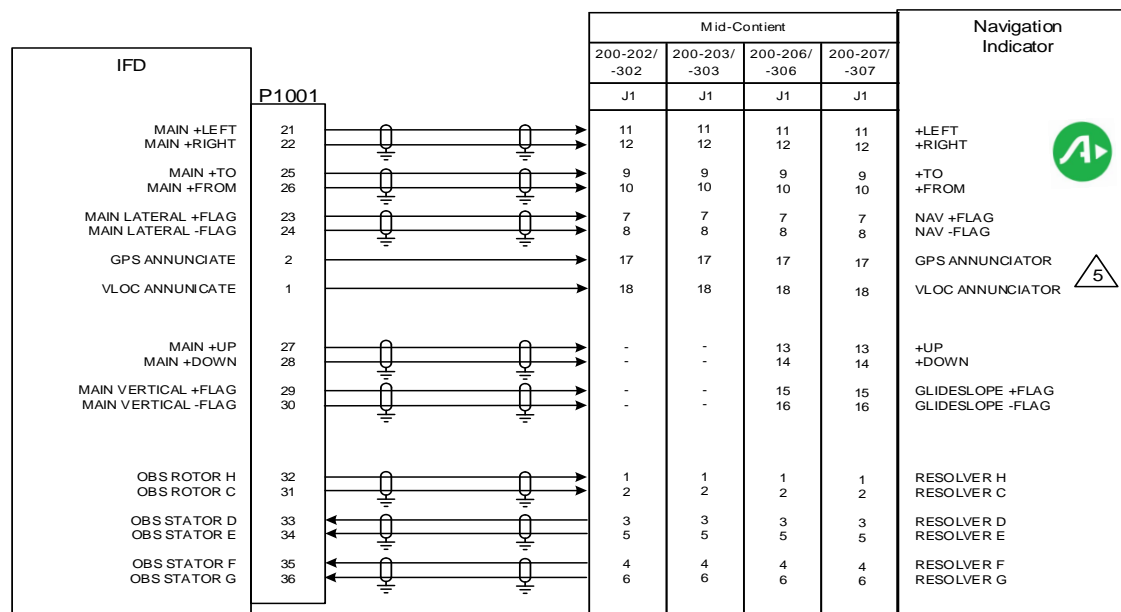 Mid-Contient
Navigation
Indicator
IFD
200-202/
-302
200-203/
-303
200-206/
-306
200-207/
-307
P1001
J1 J1 J1 J1
MAIN +LEFT 21 11 11 11 11 +LEFT
MAIN +RIGHT 22 12 12 12 12 +RIGHT
MAIN +TO 25 9 9 9 9 +TO
MAIN +FROM 26 10 10 10 10 +FROM
MAIN LATERAL +FLAG 23 7 7 7 7 NAV +FLAG
MAIN LATERAL -FLAG 24 8 8 8 8 NAV -FLAG
GPS ANNUNCIATE 2 17 17 17 17 GPS ANNUNCIATOR
5
VLOC ANNUNICATE 1 18 18 18 18 VLOC ANNUNCIATOR
MAIN +UP 27 - - 13 13 +UP
MAIN +DOWN 28 - - 14 14 +DOWN
MAIN VERTICAL +FLAG 29 - - 15 15 GLIDESLOPE +FLAG
MAIN VERTICAL -FLAG 30 - - 16 16 GLIDESLOPE -FLAG
OBS ROTOR H 32 1 1 1 1 RESOLVER H
OBS ROTOR C 31 2 2 2 2 RESOLVER C
OBS STATOR D 33 3 3 3 3 RESOLVER D
OBS STATOR E 34 5 5 5 5 RESOLVER E
OBS STATOR F 35 4 4 4 4 RESOLVER F
OBS STATOR G 36 6 6 6 6 RESOLVER G